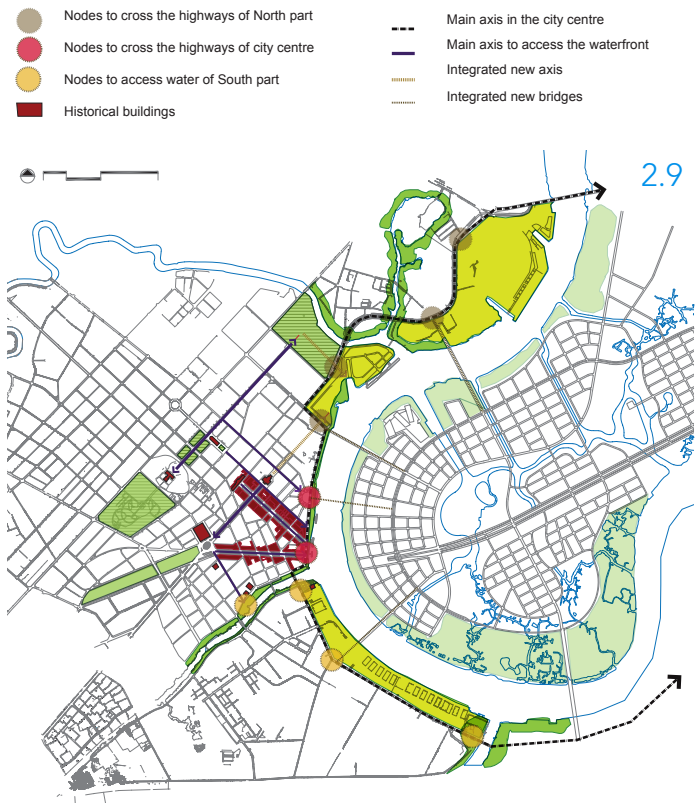 Nodes to cross the highways of North part
Nodes to cross the highways of city centre
Nodes to access water of South part
Historical buildings
Main axis in the city centre
Main axis to access the waterfront
Integrated new axis
Integrated new bridges
2.9